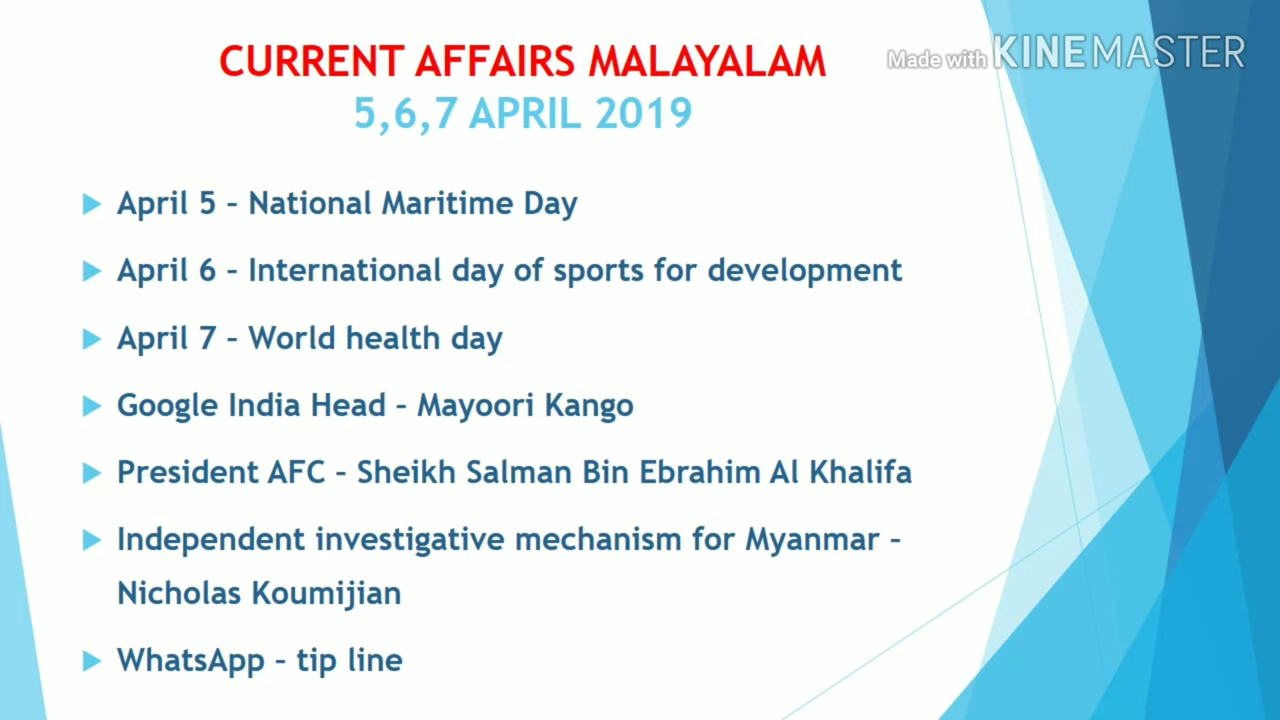 CURRENT AFFAIRS MALAYALAM
Made with KINEMASTER
5,6,7 APRIL 2019
April 5 – National Maritime Day
April 6 – International day of sports for development
April 7 – World health day
Google India Head – Mayoori Kango
President AFC – Sheikh Salman Bin Ebrahim Al Khalifa
Independent investigative mechanism for Myanmar –
Nicholas Koumijian
WhatsApp – tip line